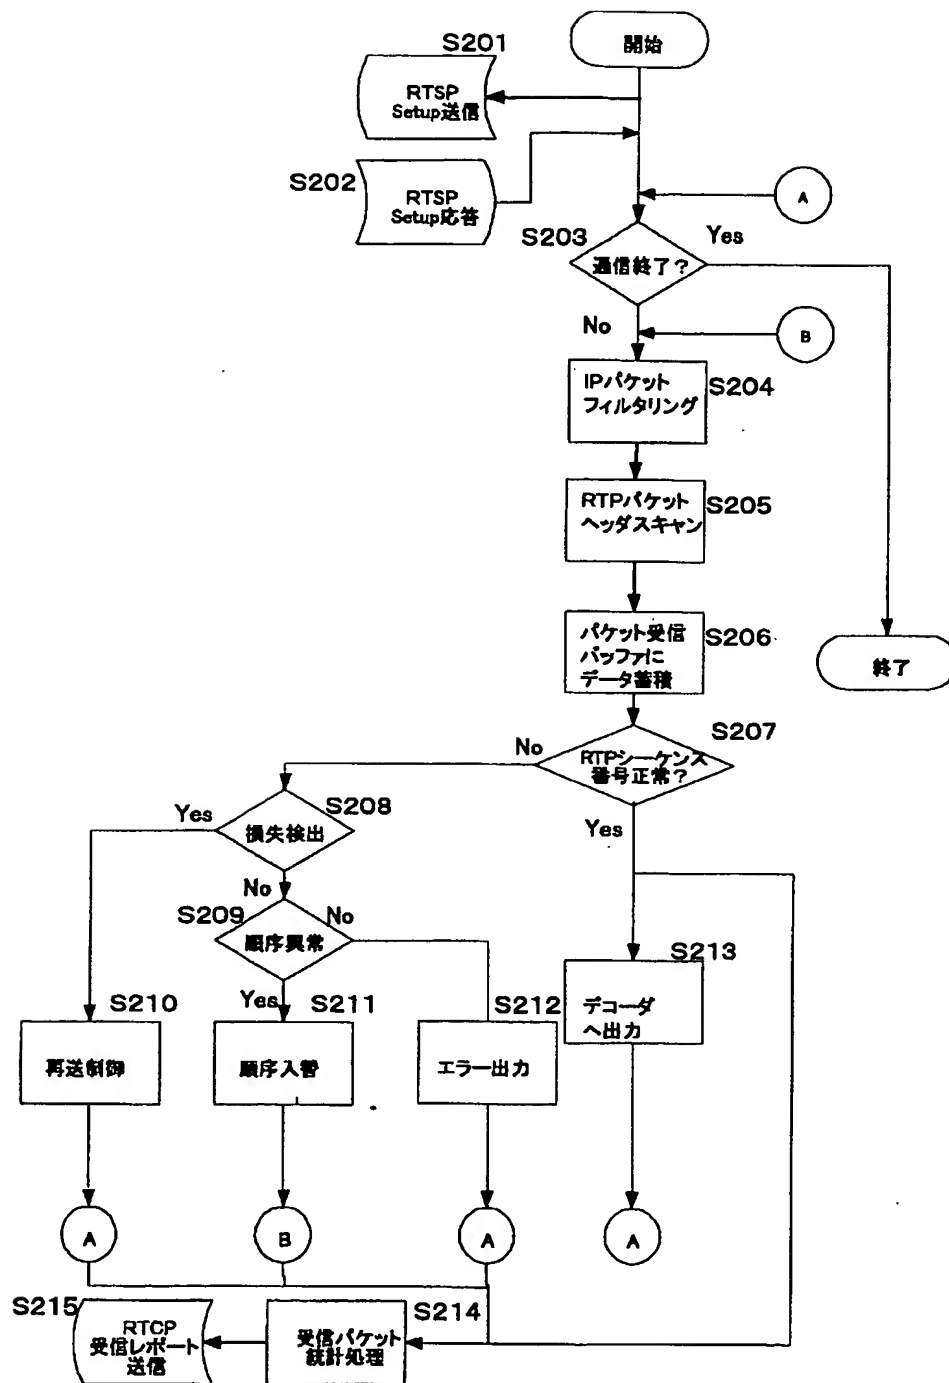 開始
S201
RTSP
Setup送信
S202
RTSP
Setup応答
A
S203
通信終了？
Yes
No
B
IPパケット
フィルタリング
S204
RTPパケット
ヘッダスキャン
S205
パケット受信
バッファに
データ蓄積
S206
終了
S207
RTPシーケンス
番号正常？
No
Yes
S208
損失検出
Yes
No
S209
順序異常
No
Yes
S210
再送制御
S211
順序入替
S212
エラー出力
S213
デコーダ
へ出力
A
B
A
A
S215
RTCP
受信レポート
送信
S214
受信パケット
統計処理